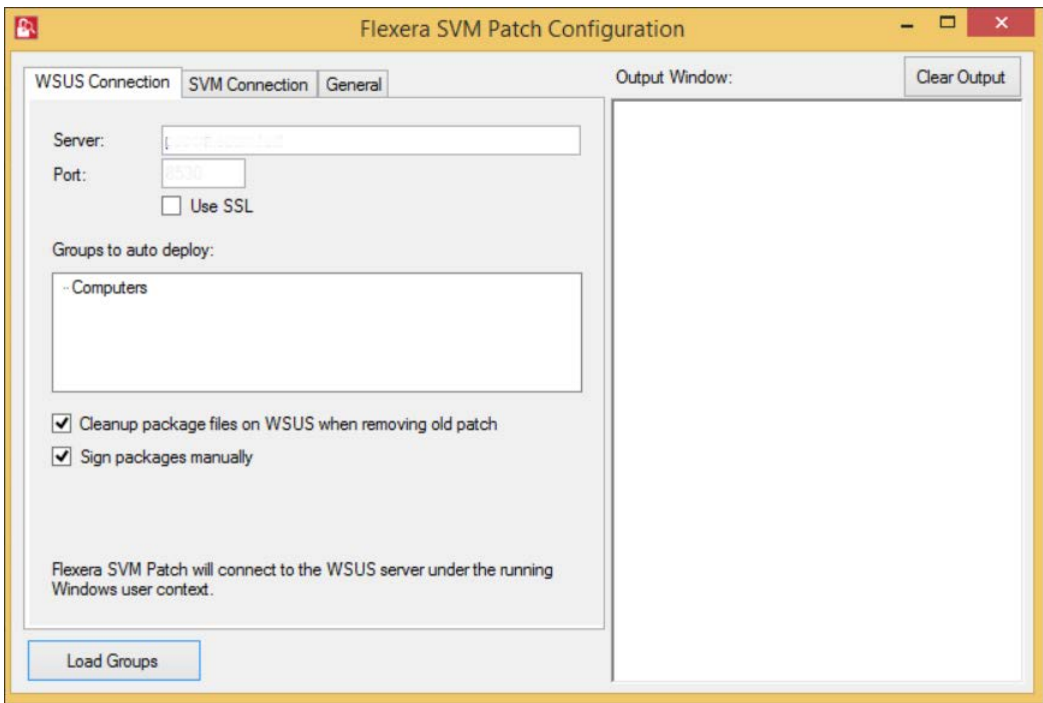 Flexera SVM Patch Configuration
WSUS Connection
SVM Connection
General
Output Window:
Clear Output
Server:
Port:
8530
Use SSL
Groups to auto deploy:
Computers
Cleanup package files on WSUS when removing old patch
Sign packages manually
Flexera SVM Patch will connect to the WSUS server under the running
Windows user context.
Load Groups